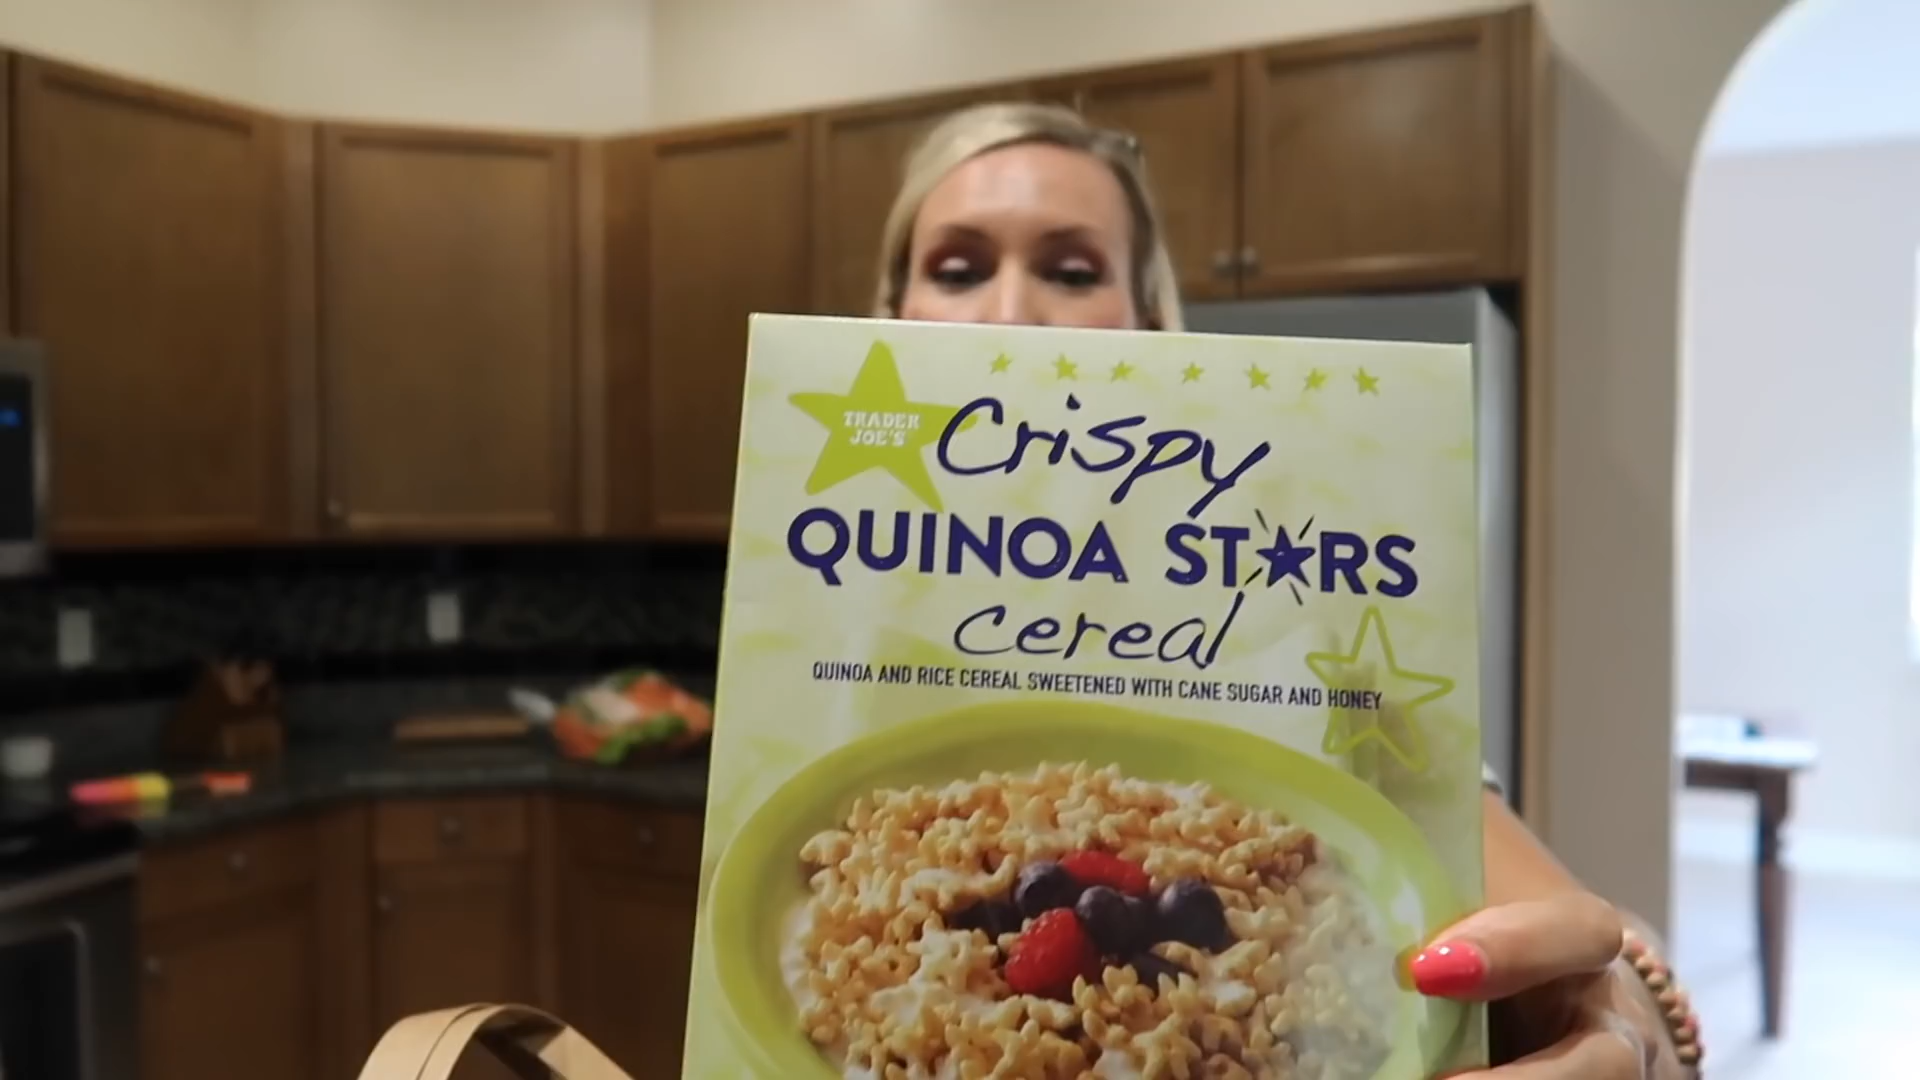 TRADER
JOE'S
Crispy
QUINOA STARS
cereal
QUINOA AND RICE CEREAL SWEETENED WITH CANE SUGAR AND HONEY